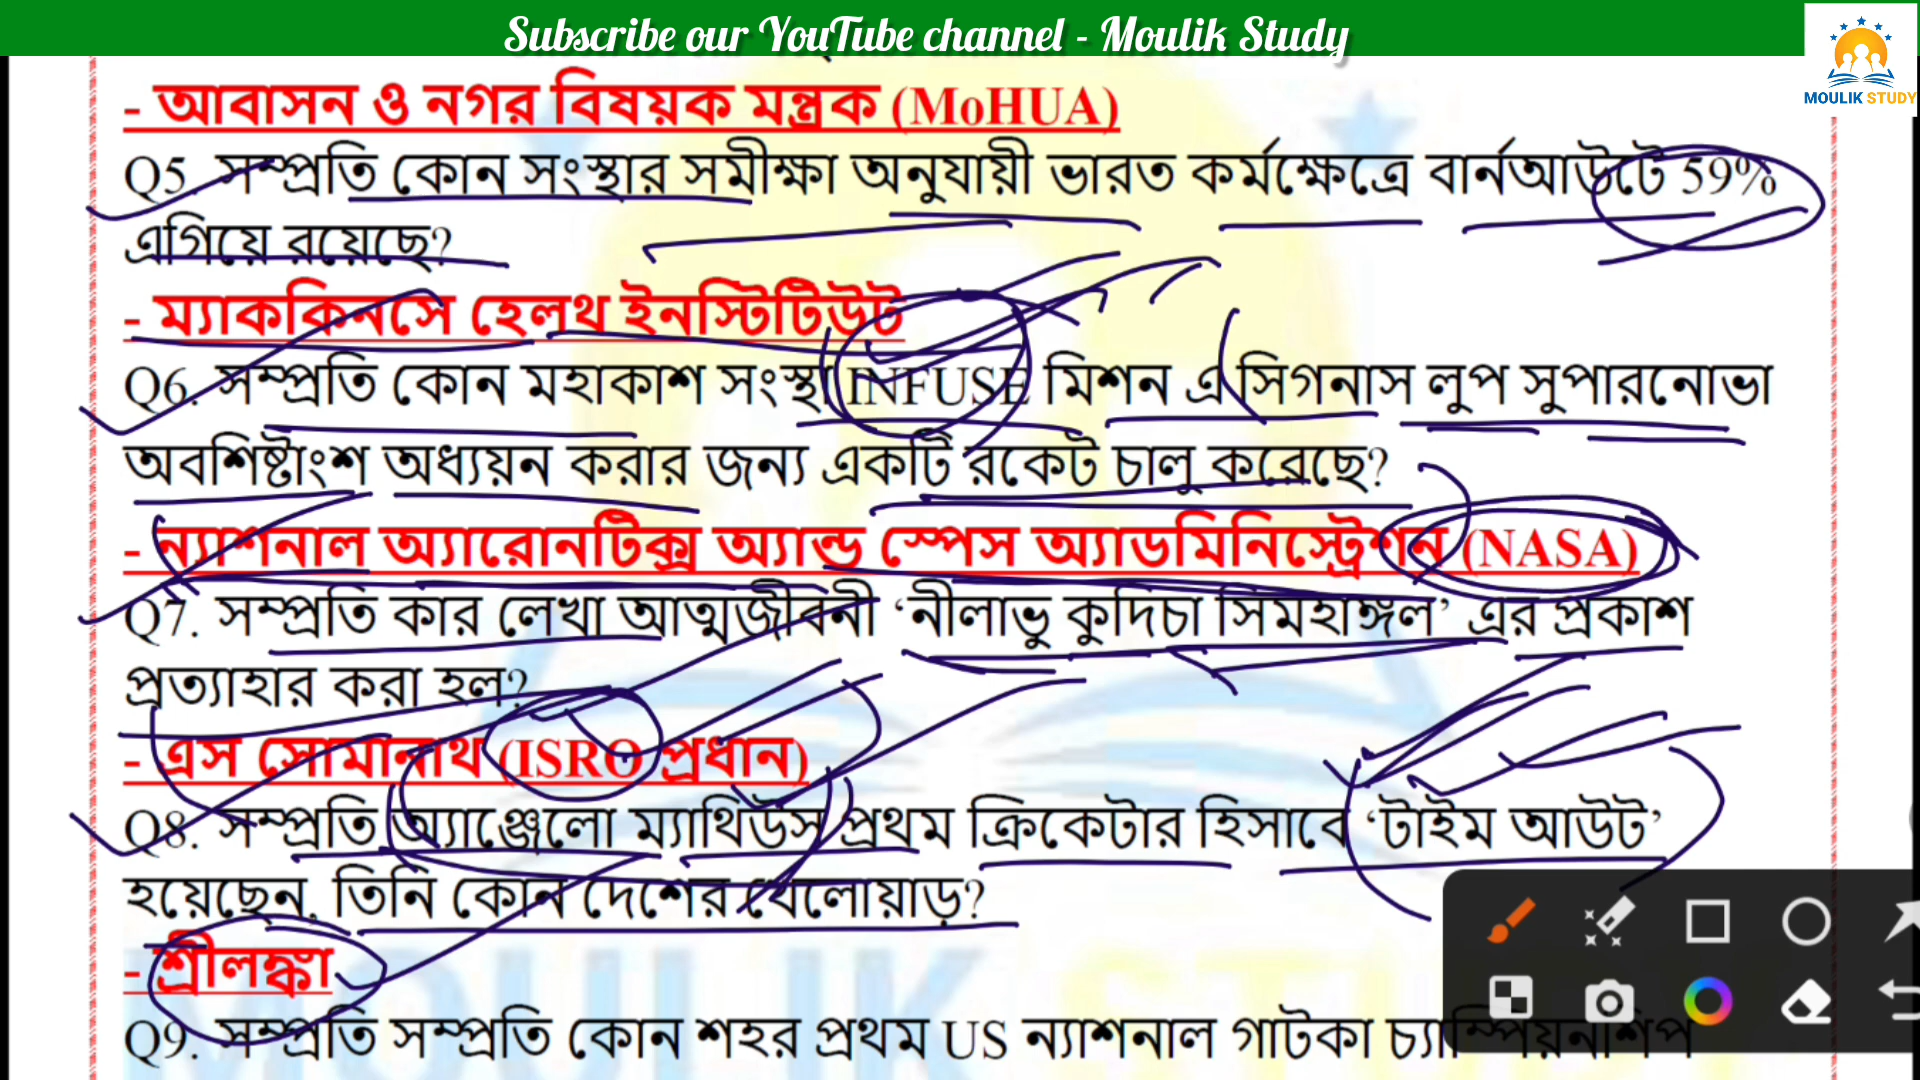 Subscribe our YouTube channel - Moulik Study
MOULIK STUDY
- আবাসন ও নগর বিষয়ক মন্ত্রক (MoHUA)
Q5. সম্প্রতি কোন সংস্থার সমীক্ষা অনুযায়ী ভারত কর্মক্ষেত্রে বার্নআউটে 59%
এগিয়ে রয়েছে?
- ম্যাককিনসে হেলথ ইনস্টিটিউট
Q6. সম্প্রতি কোন মহাকাশ সংস্থা INFUSE মিশন এ সিগনাস লুপ সুপারনোভা
অবশিষ্টাংশ অধ্যয়ন করার জন্য একটি রকেট চালু করেছে?
- ন্যাশনাল অ্যারোনটিক্স অ্যান্ড স্পেস অ্যাডমিনিস্ট্রেশন (NASA)
Q7. সম্প্রতি কার লেখা আত্মজীবনী ‘নীলাভু কুদিচা সিমহাঙ্গল’ এর প্রকাশ
প্রত্যাহার করা হল?
- এস সোমানাথ (ISRO প্রধান)
Q8. সম্প্রতি অ্যাঞ্জেলো ম্যাথিউস প্রথম ক্রিকেটার হিসাবে ‘টাইম আউট’
হয়েছেন, তিনি কোন দেশের খেলোয়াড়?
- শ্রীলঙ্কা
Q9. সম্প্রতি সম্প্রতি কোন শহর প্রথম US ন্যাশনাল গাটকা চ্যাম্পিয়নশিপ
MOULIK STUDY